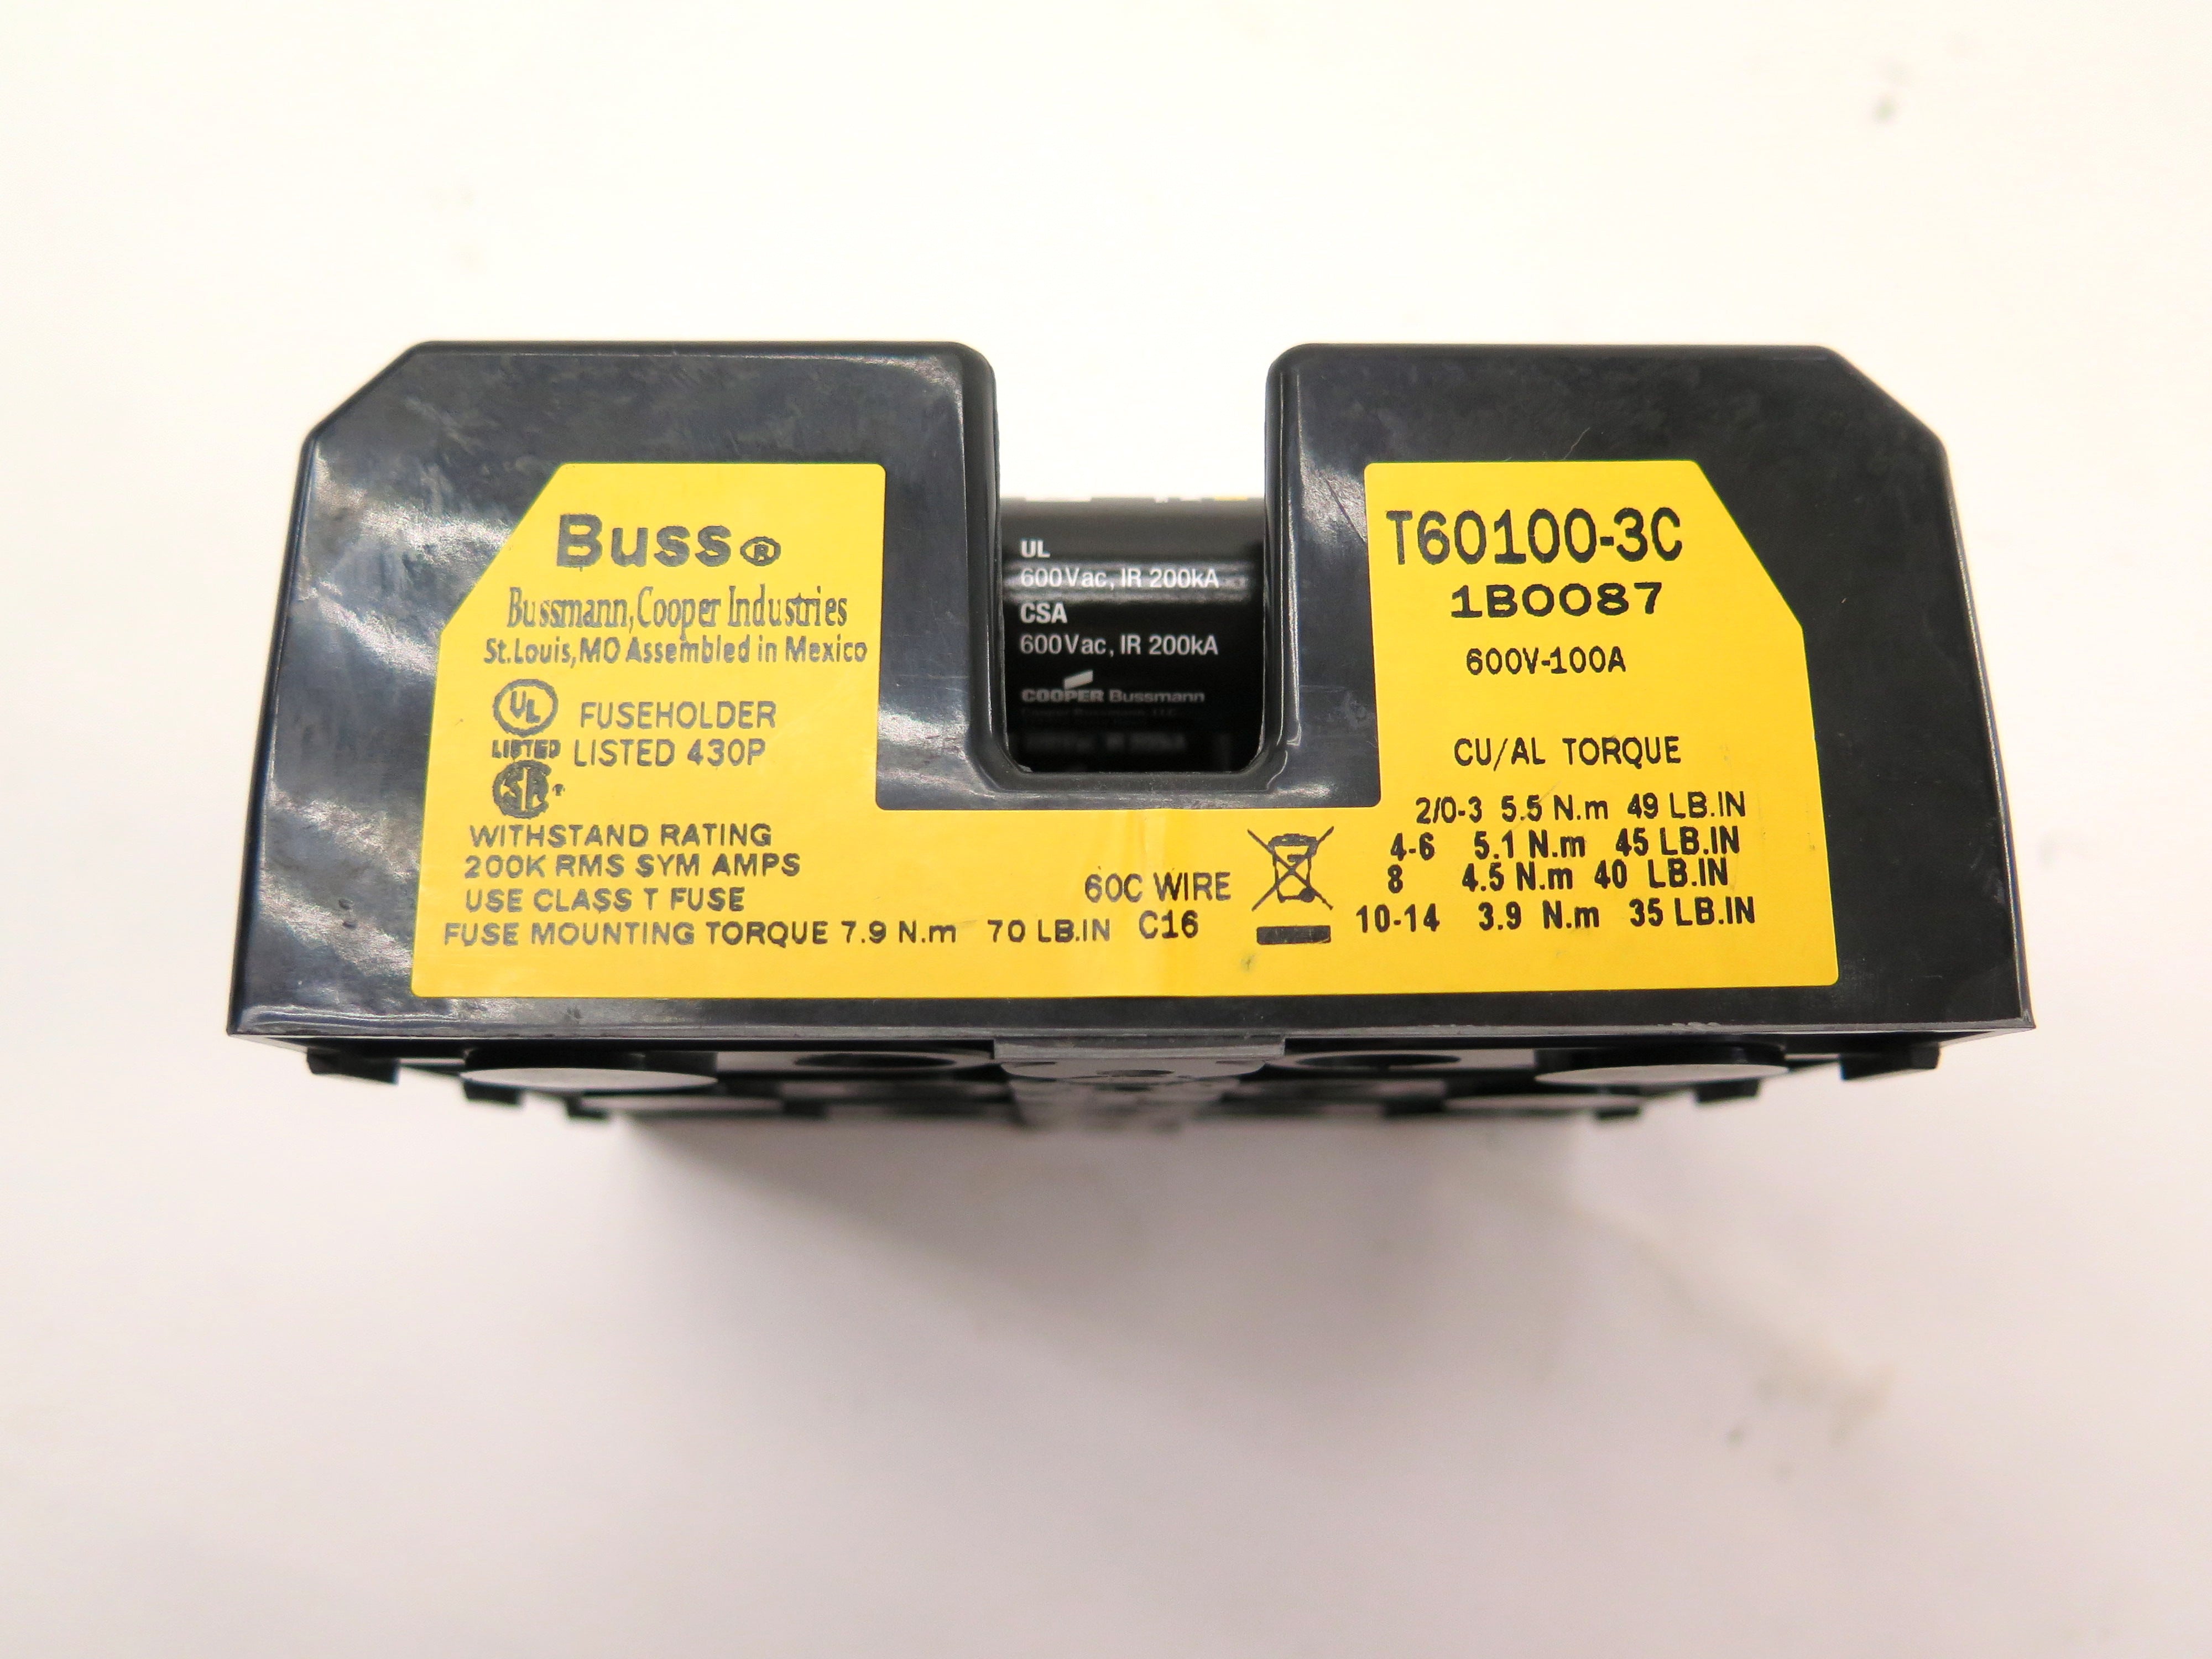 Buss®
Bussmann,Cooper Industries
St.Louis,MO Assembled in Mexico
UL
LISTED
FUSEHOLDER
LISTED 430P
WITHSTAND RATING
200K RMS SYM AMPS
USE CLASS T FUSE
FUSE MOUNTING TORQUE 7.9 N.m 70 LB.IN
60C WIRE
C16
UL
600Vac, IR 200kA
CSA
600Vac, IR 200kA
COOPER Bussmann
T60100-3C
1B0087
600V-100A
CU/AL TORQUE
2/0-3 5.5 N.m 49 LB.IN
4-6 5.1 N.m 45 LB.IN
8 4.5 N.m 40 LB.IN
10-14 3.9 N.m 35 LB.IN